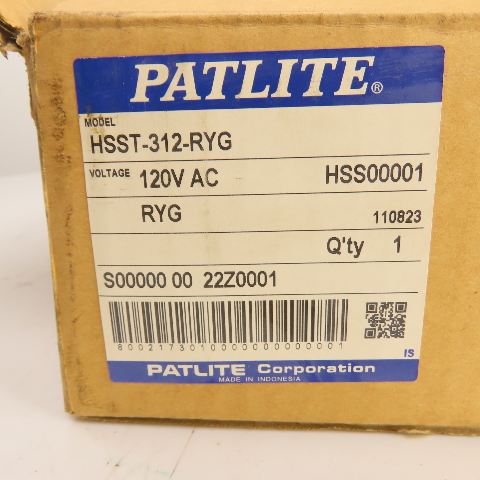 PATLITE®
MODEL
HSST-312-RYG
VOLTAGE 120V AC HSS00001
RYG 110823
Q'ty 1
S00000 00 22Z0001
80021730100000000000001
IS
PATLITE Corporation
MADE IN INDONESIA